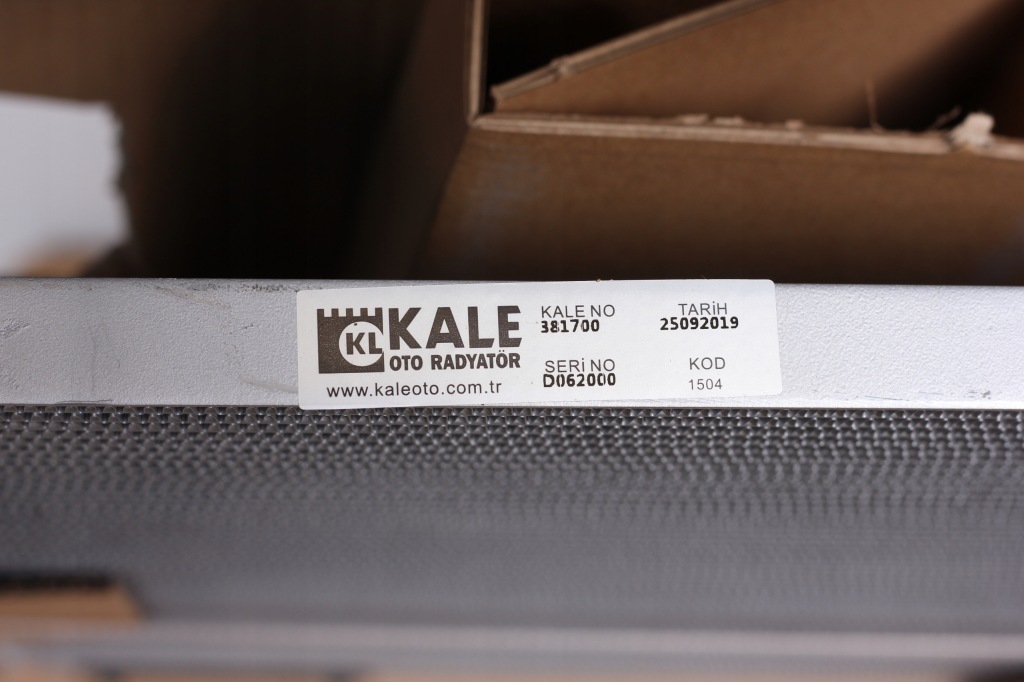 KL KALE
OTO RADYATÖR
www.kaleoto.com.tr
KALE NO
381700
SERİ NO
D062000
TARİH
25092019
KOD
1504